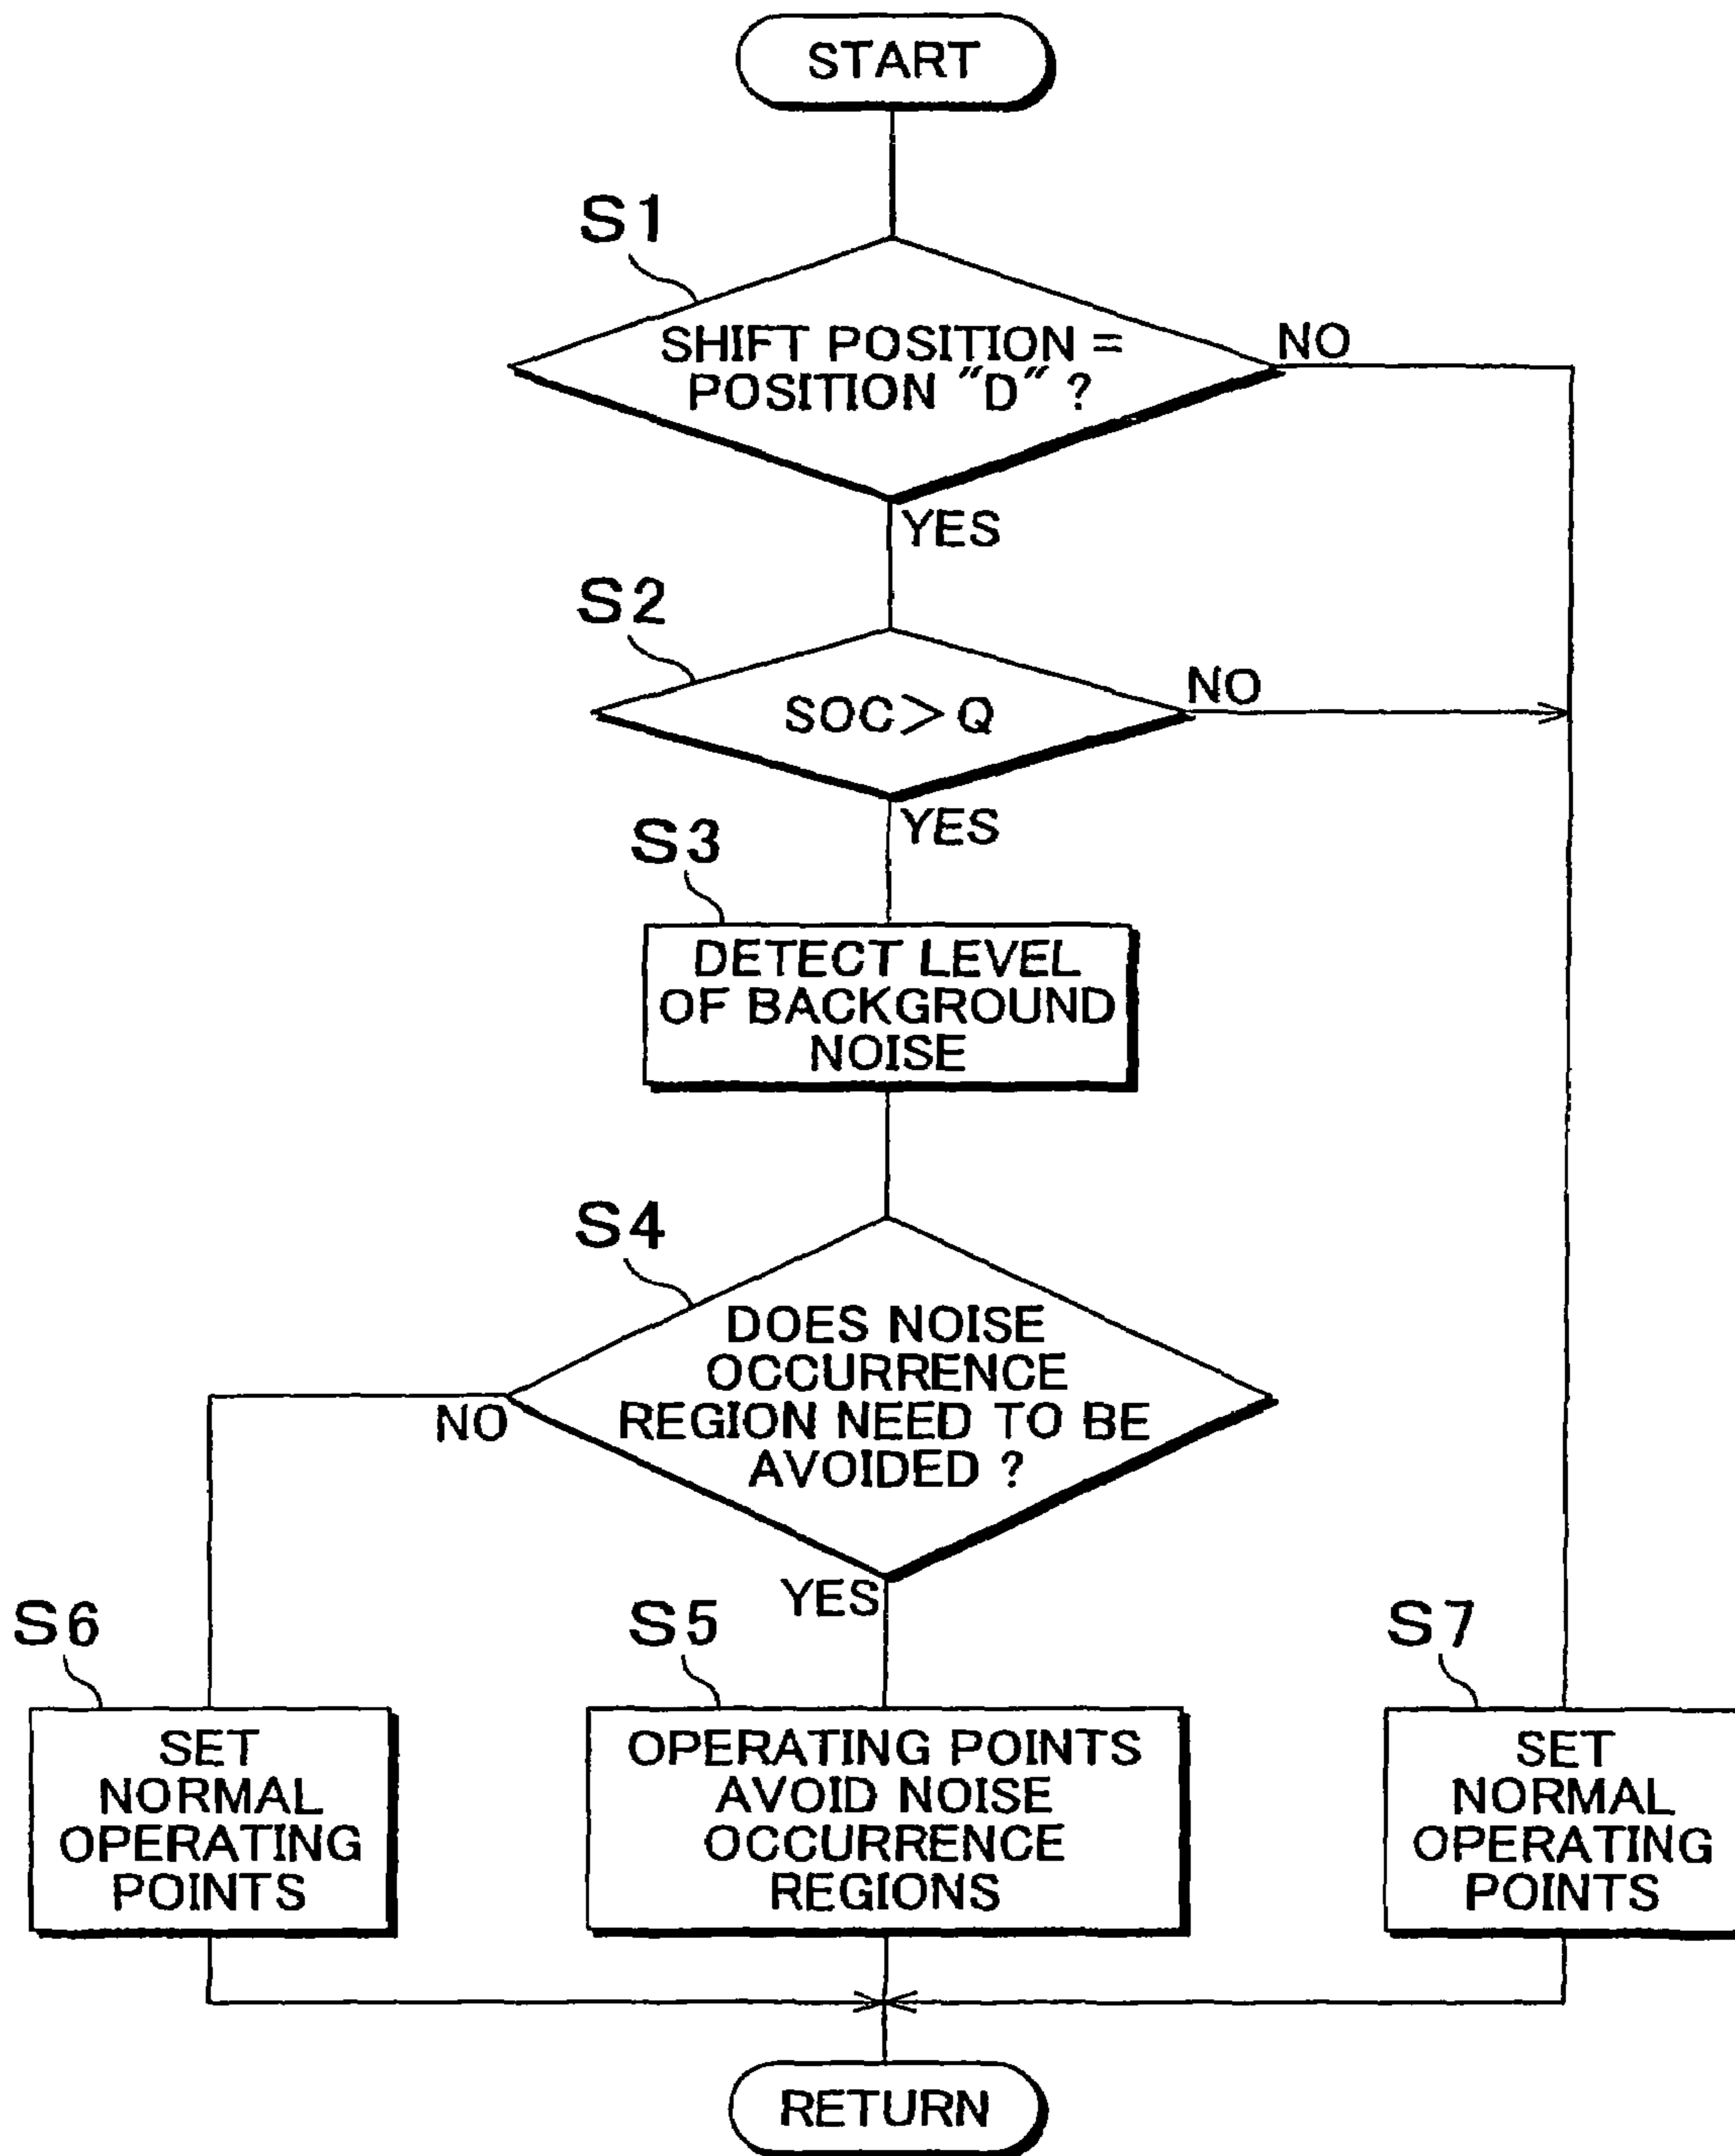 START
S1
SHIFT POSITION =
POSITION "D" ?
NO
YES
S2
SOC > Q
NO
YES
S3
DETECT LEVEL
OF BACKGROUND
NOISE
S4
DOES NOISE
OCCURRENCE
REGION NEED TO BE
AVOIDED ?
NO
YES
S6
SET
NORMAL
OPERATING
POINTS
S5
OPERATING POINTS
AVOID NOISE
OCCURRENCE
REGIONS
S7
SET
NORMAL
OPERATING
POINTS
RETURN